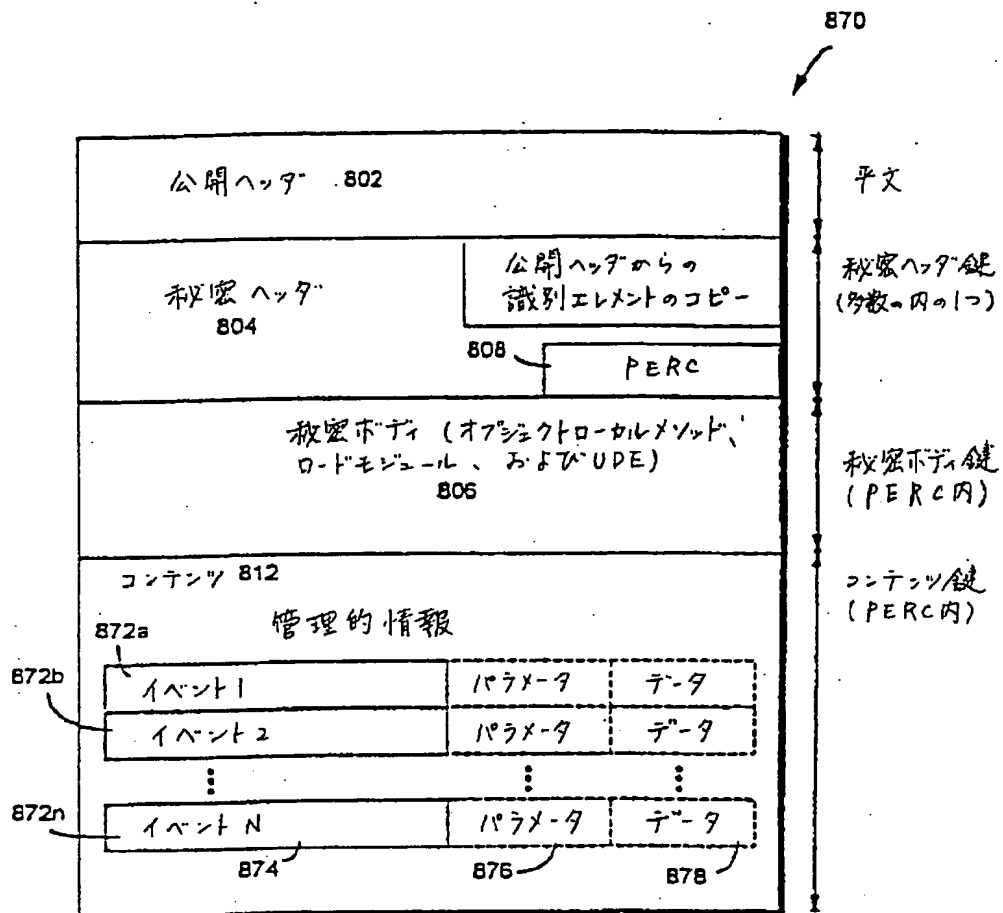 870
公開ヘッダ 802
平文
秘密ヘッダ
804
公開ヘッダからの
識別エレメントのコピー
808
PERC
秘密ヘッダ鍵
(多数の内の1つ)
秘密ボディ (オブジェクトローカルメソッド、
ロードモジュール、およびUDE)
806
秘密ボディ鍵
(PERC内)
コンテンツ 812
管理的情報
コンテンツ鍵
(PERC内)
872a
872b
イベント1 パラメータ データ
イベント2 パラメータ データ
872n
イベントN パラメータ データ
874
876
878